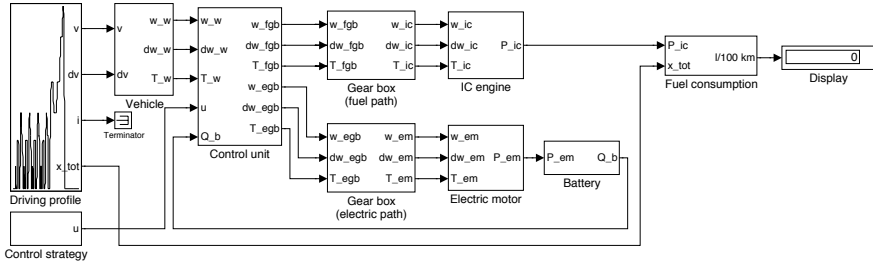 v
dv
i
x_tot
Driving profile
u
Control strategy
v
dv
w_w
dw_w
T_w
Vehicle
Terminator
w_w
dw_w
T_w
u
Q_b
w_fgb
dw_fgb
T_fgb
w_egb
dw_egb
T_egb
Control unit
w_fgb
dw_fgb
T_fgb
w_ic
dw_ic
T_ic
Gear box
(fuel path)
w_ic
dw_ic
T_ic
P_ic
IC engine
w_egb
dw_egb
T_egb
w_em
dw_em
T_em
Gear box
(electric path)
w_em
dw_em
T_em
P_em
Electric motor
P_em
Q_b
Battery
P_ic
x_tot
l/100 km
Fuel consumption
0
Display